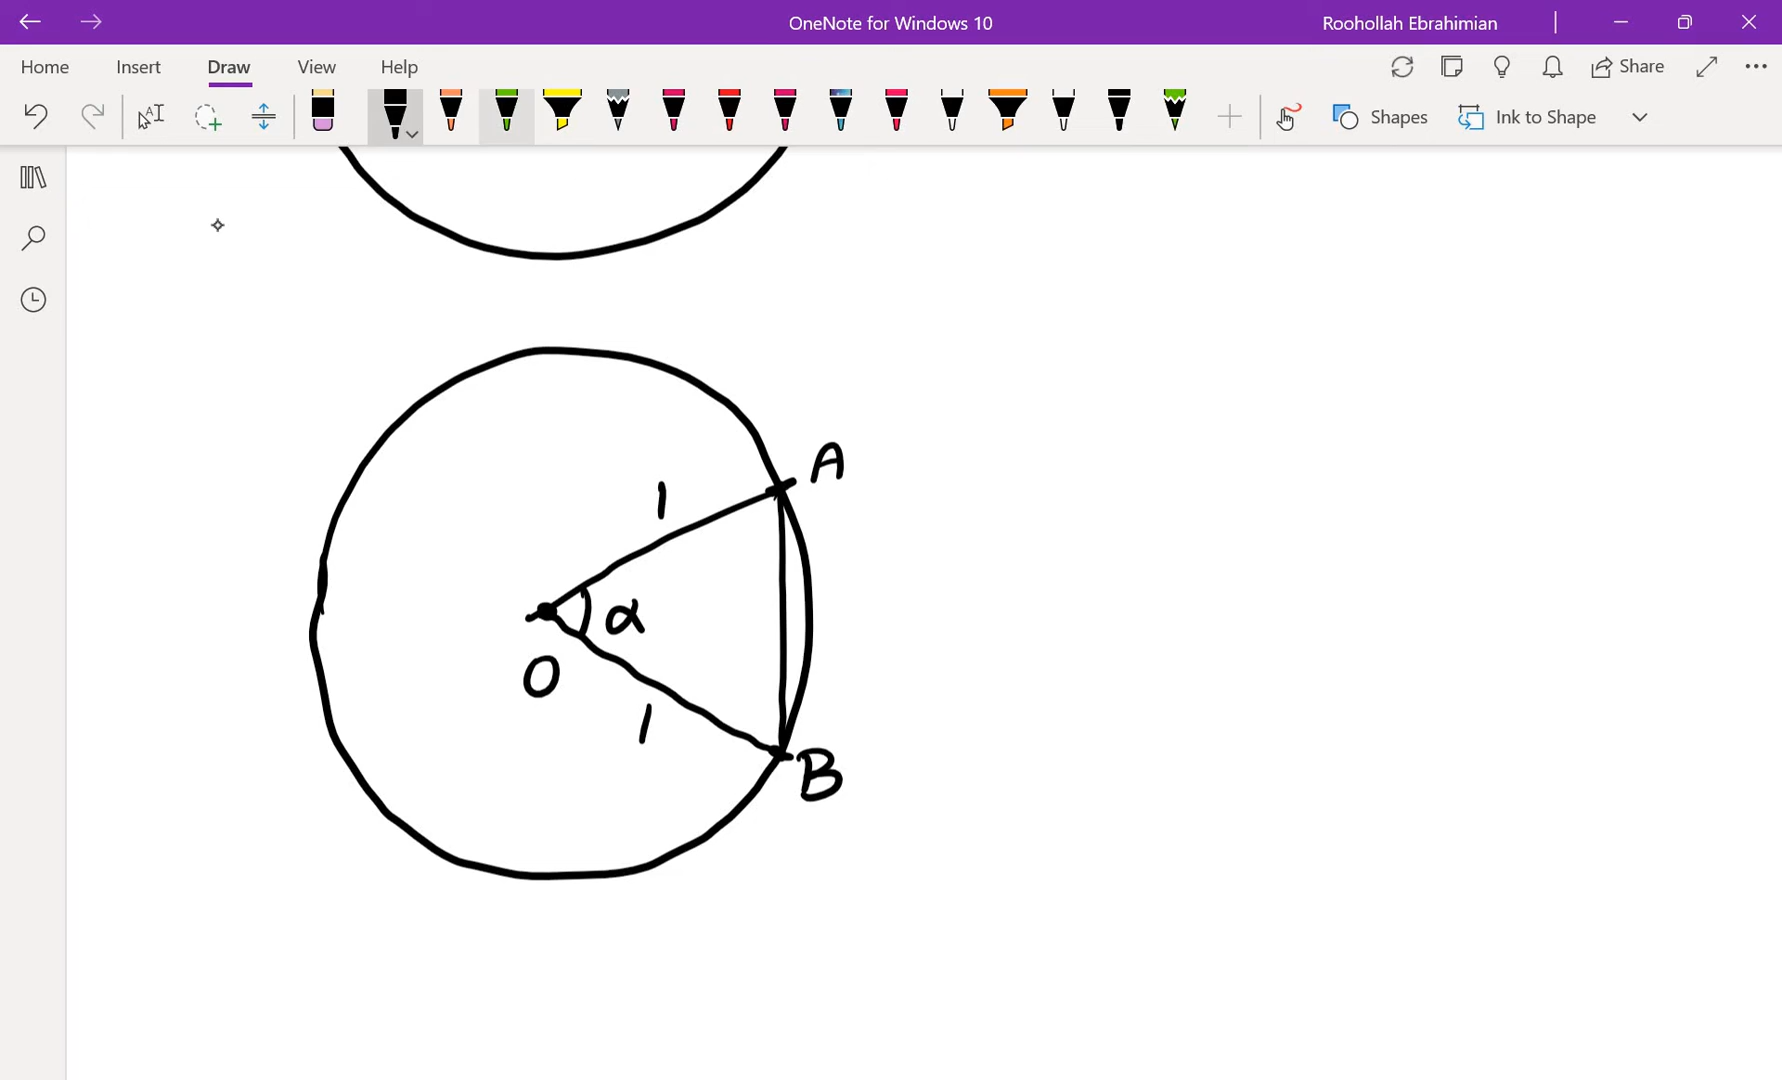 OneNote for Windows 10
Roohollah Ebrahimian
Home Insert Draw View Help
Share
Shapes
Ink to Shape
A
1
α
O
1
B